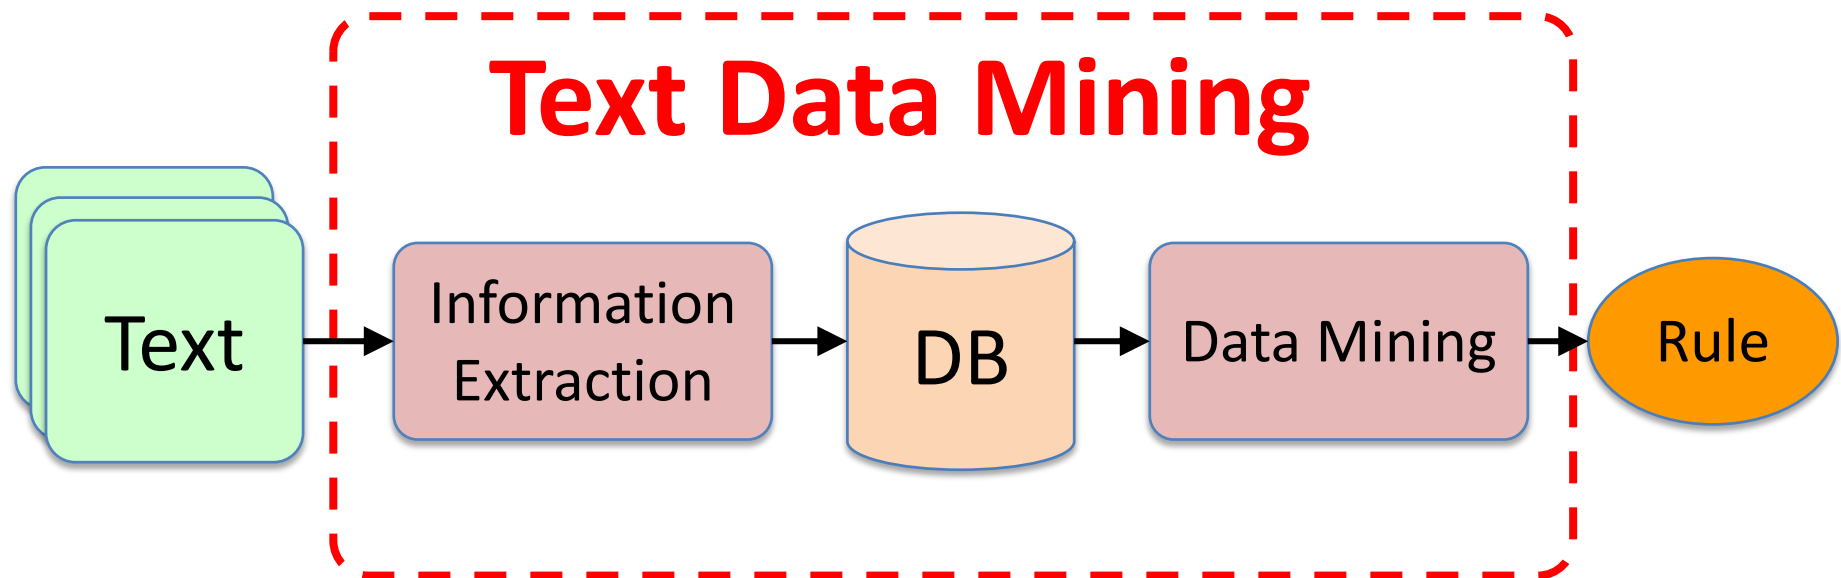 Text Data Mining
Text
Information
Extraction
DB
Data Mining
Rule